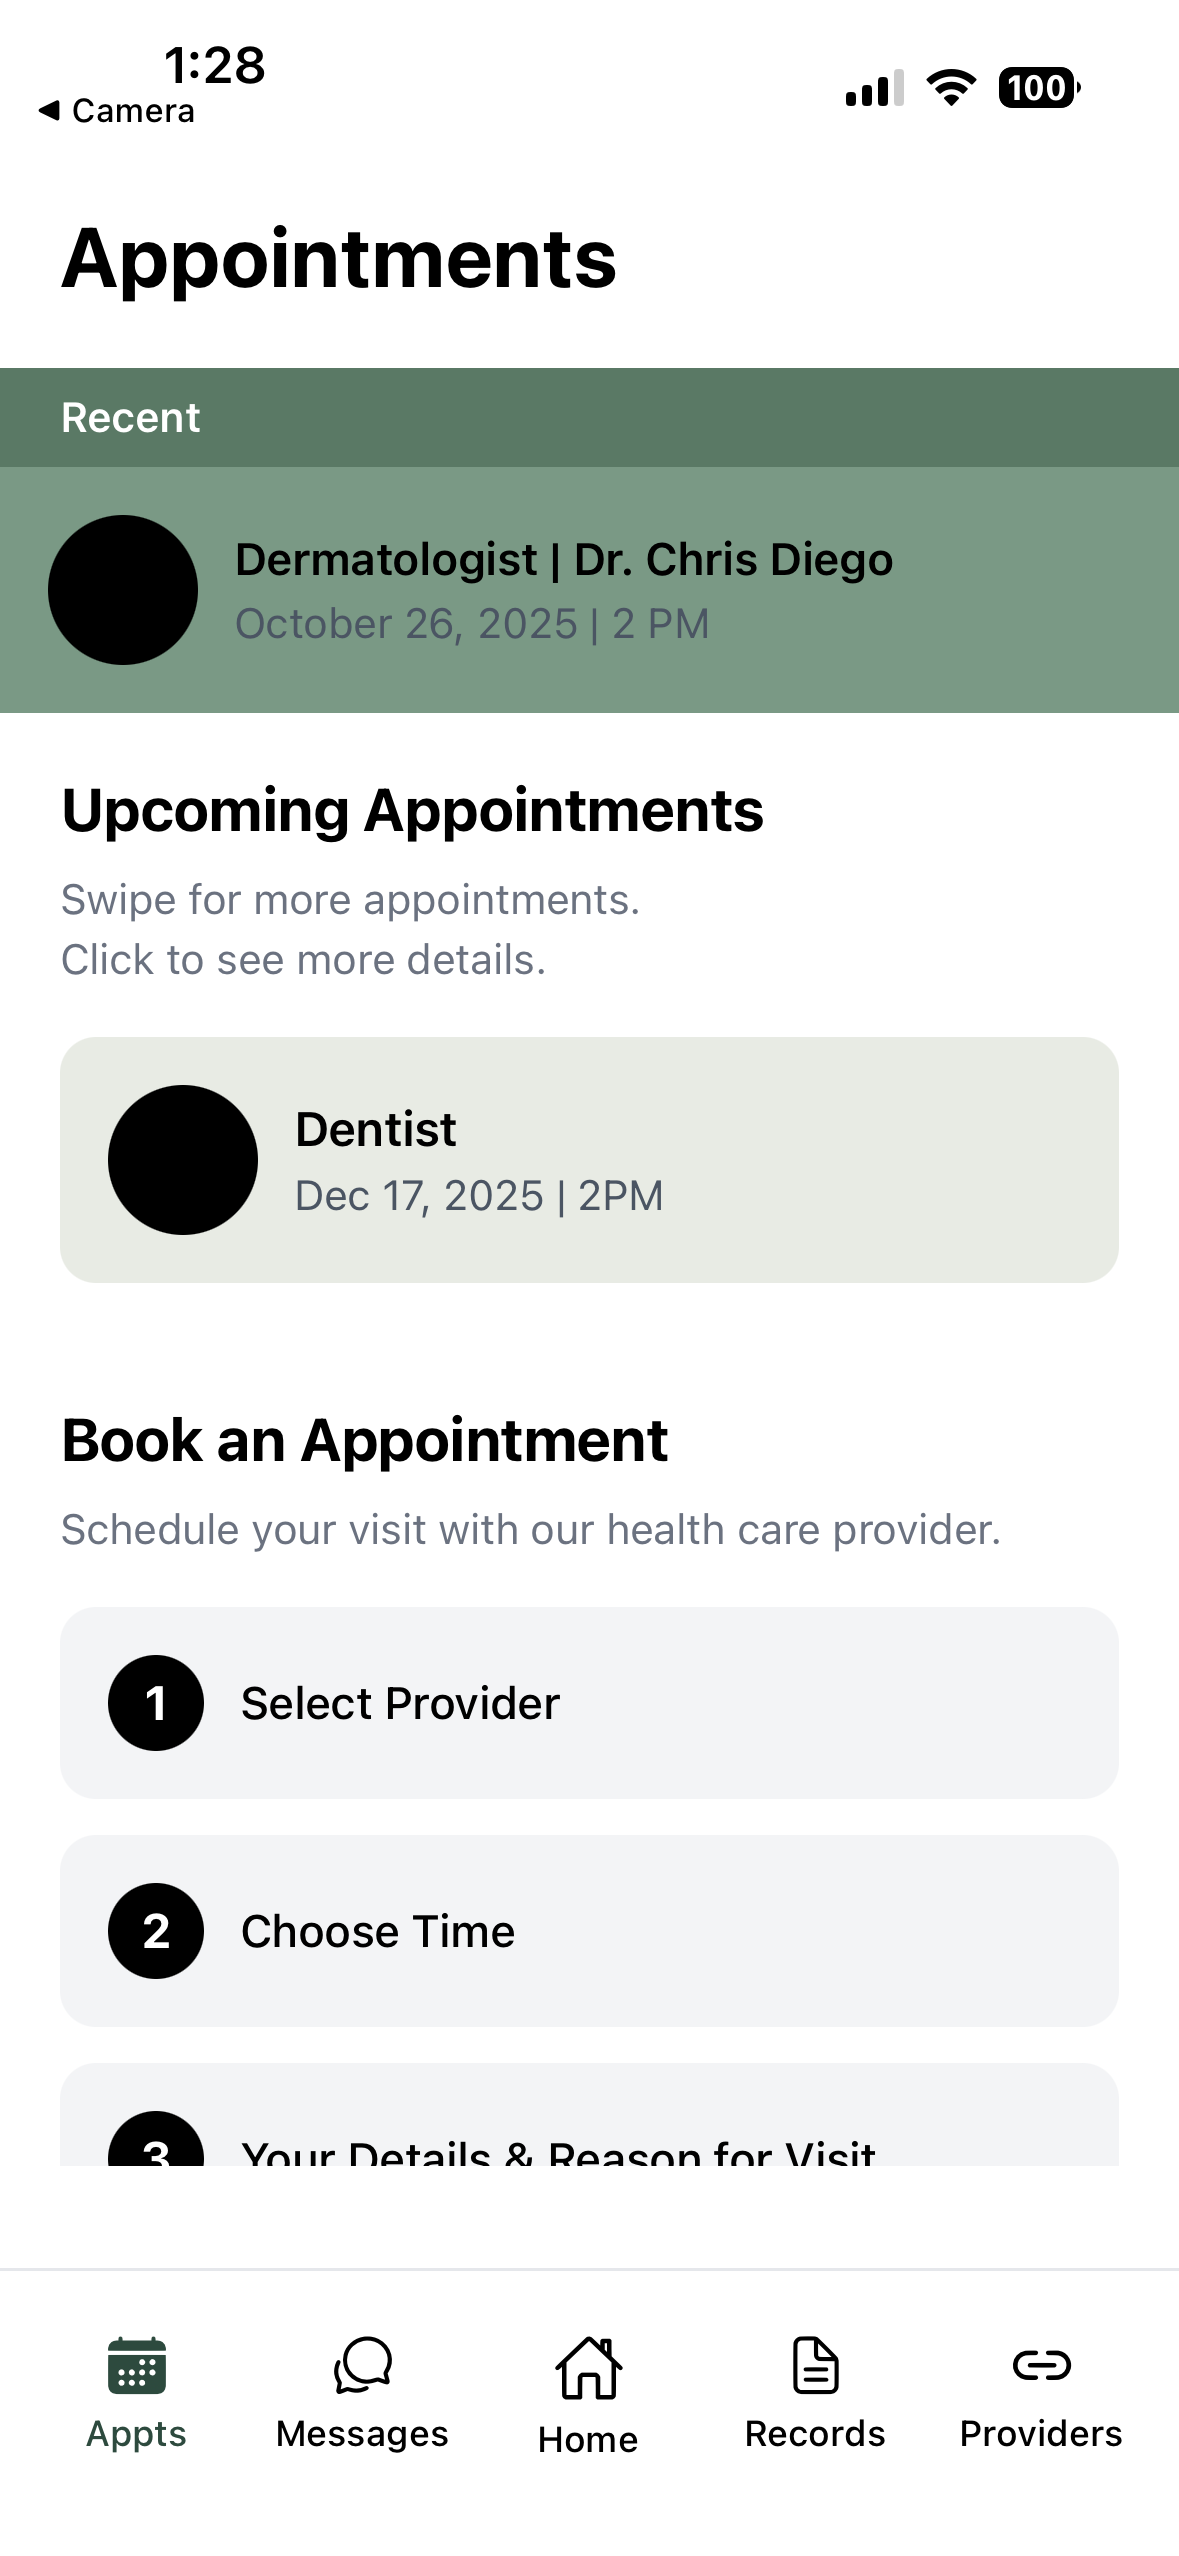 1:28
Camera
100
Appointments
Recent
Dermatologist | Dr. Chris Diego
October 26, 2025 | 2 PM
Upcoming Appointments
Swipe for more appointments.
Click to see more details.
Dentist
Dec 17, 2025 | 2PM
Book an Appointment
Schedule your visit with our health care provider.
1 Select Provider
2 Choose Time
3 Your Details & Reason for Visit
Appts Messages Home Records Providers